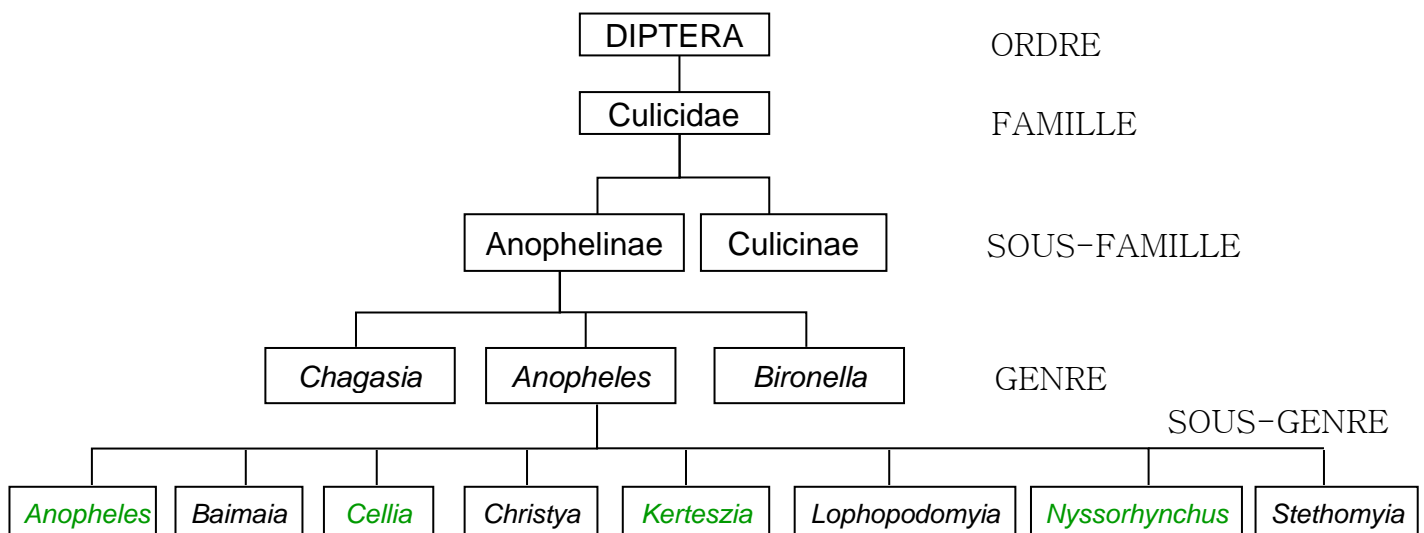 DIPTERA ORDRE
Culicidae FAMILLE
Anophelinae Culicinae SOUS-FAMILLE
Chagasia Anopheles Bironella GENRE
SOUS-GENRE
Anopheles Baimaia Cellia Christya Kerteszia Lophopodomyia Nyssorhynchus Stethomyia